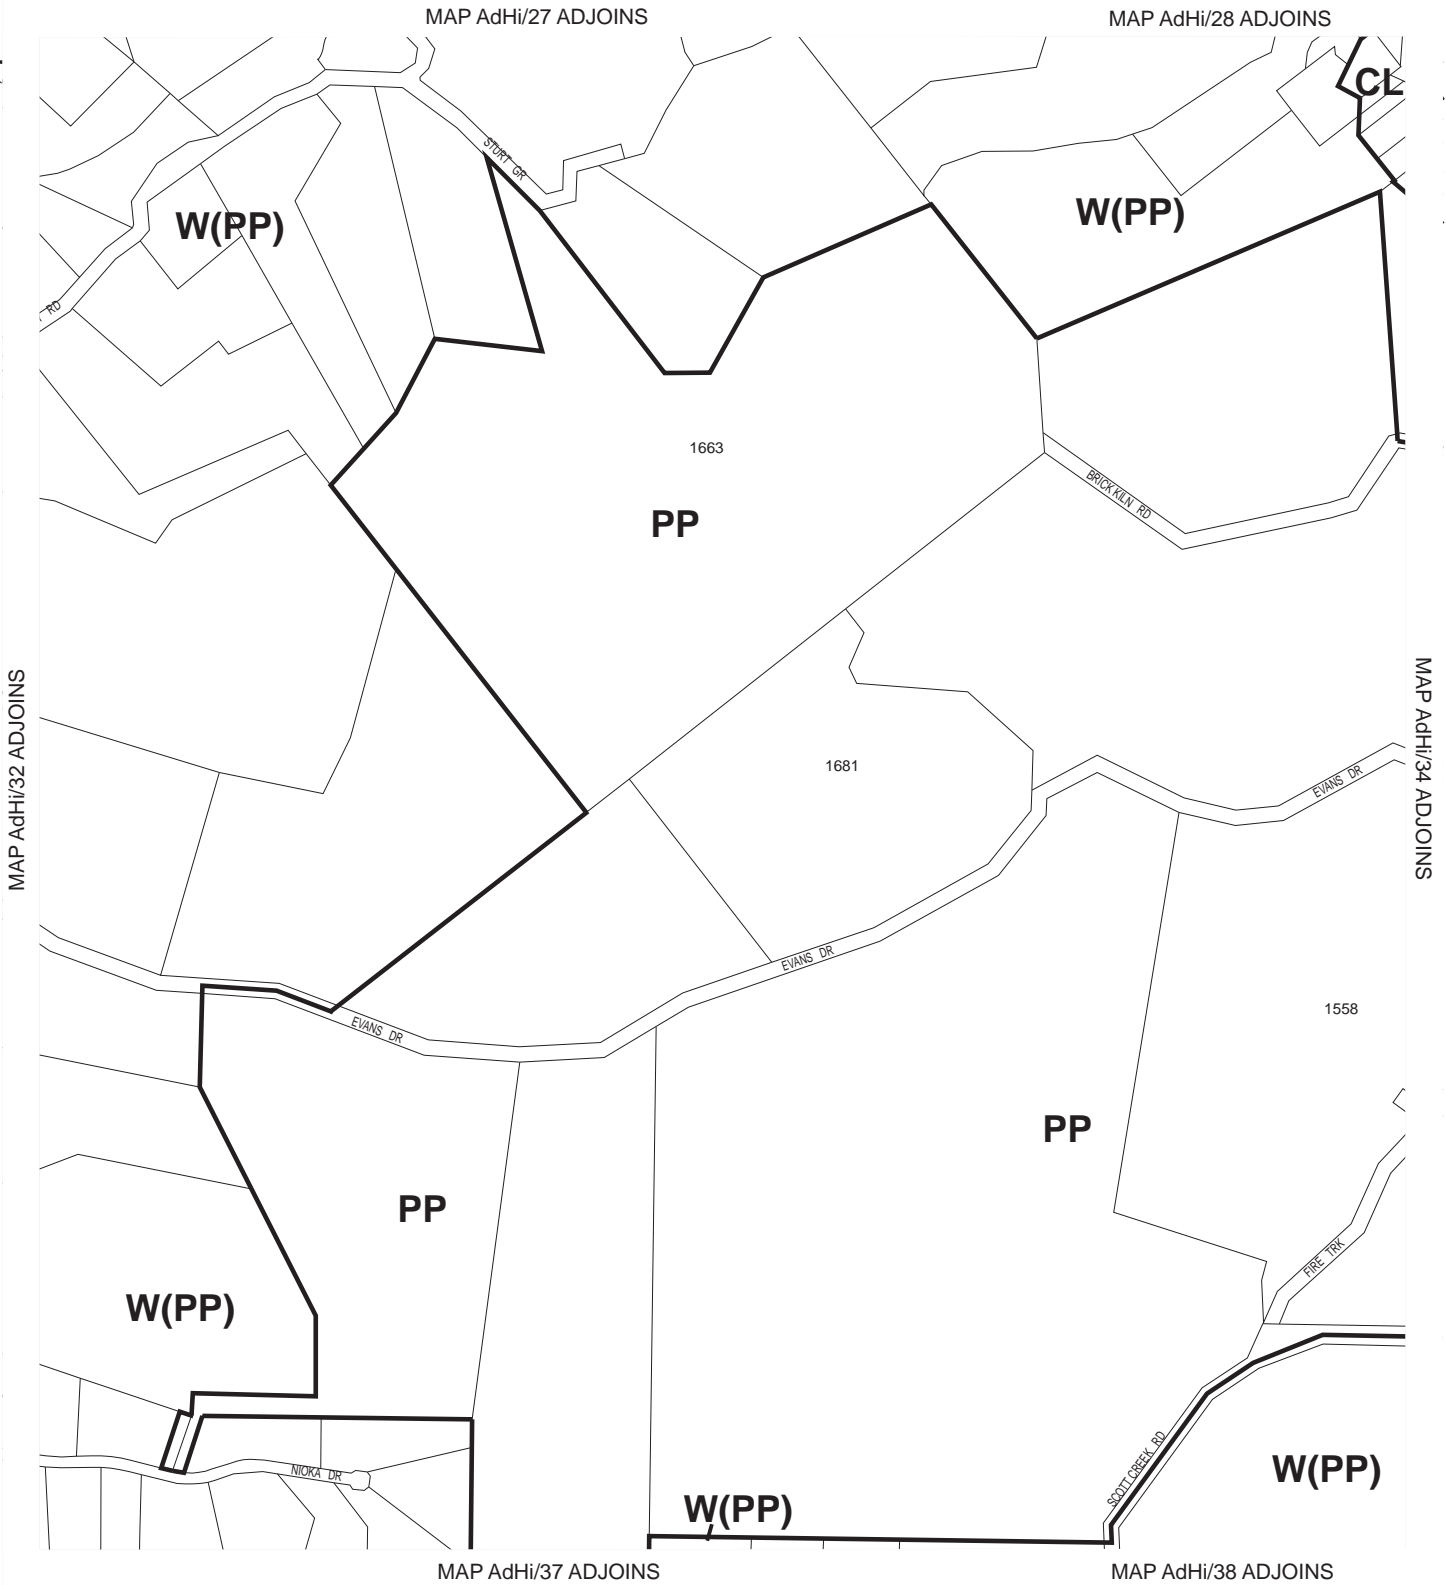 MAP AdHi/27 ADJOINS
MAP AdHi/28 ADJOINS
CL
STURT GR
W(PP)
W(PP)
RD
1663
BRICK KILN RD
PP
MAP AdHi/32 ADJOINS
MAP AdHi/34 ADJOINS
1681
EVANS DR
EVANS DR
1558
EVANS DR
PP
PP
FIRE TRK
W(PP)
SCOTT CREEK RD
NIOKA DR
W(PP)
W(PP)
MAP AdHi/37 ADJOINS
MAP AdHi/38 ADJOINS